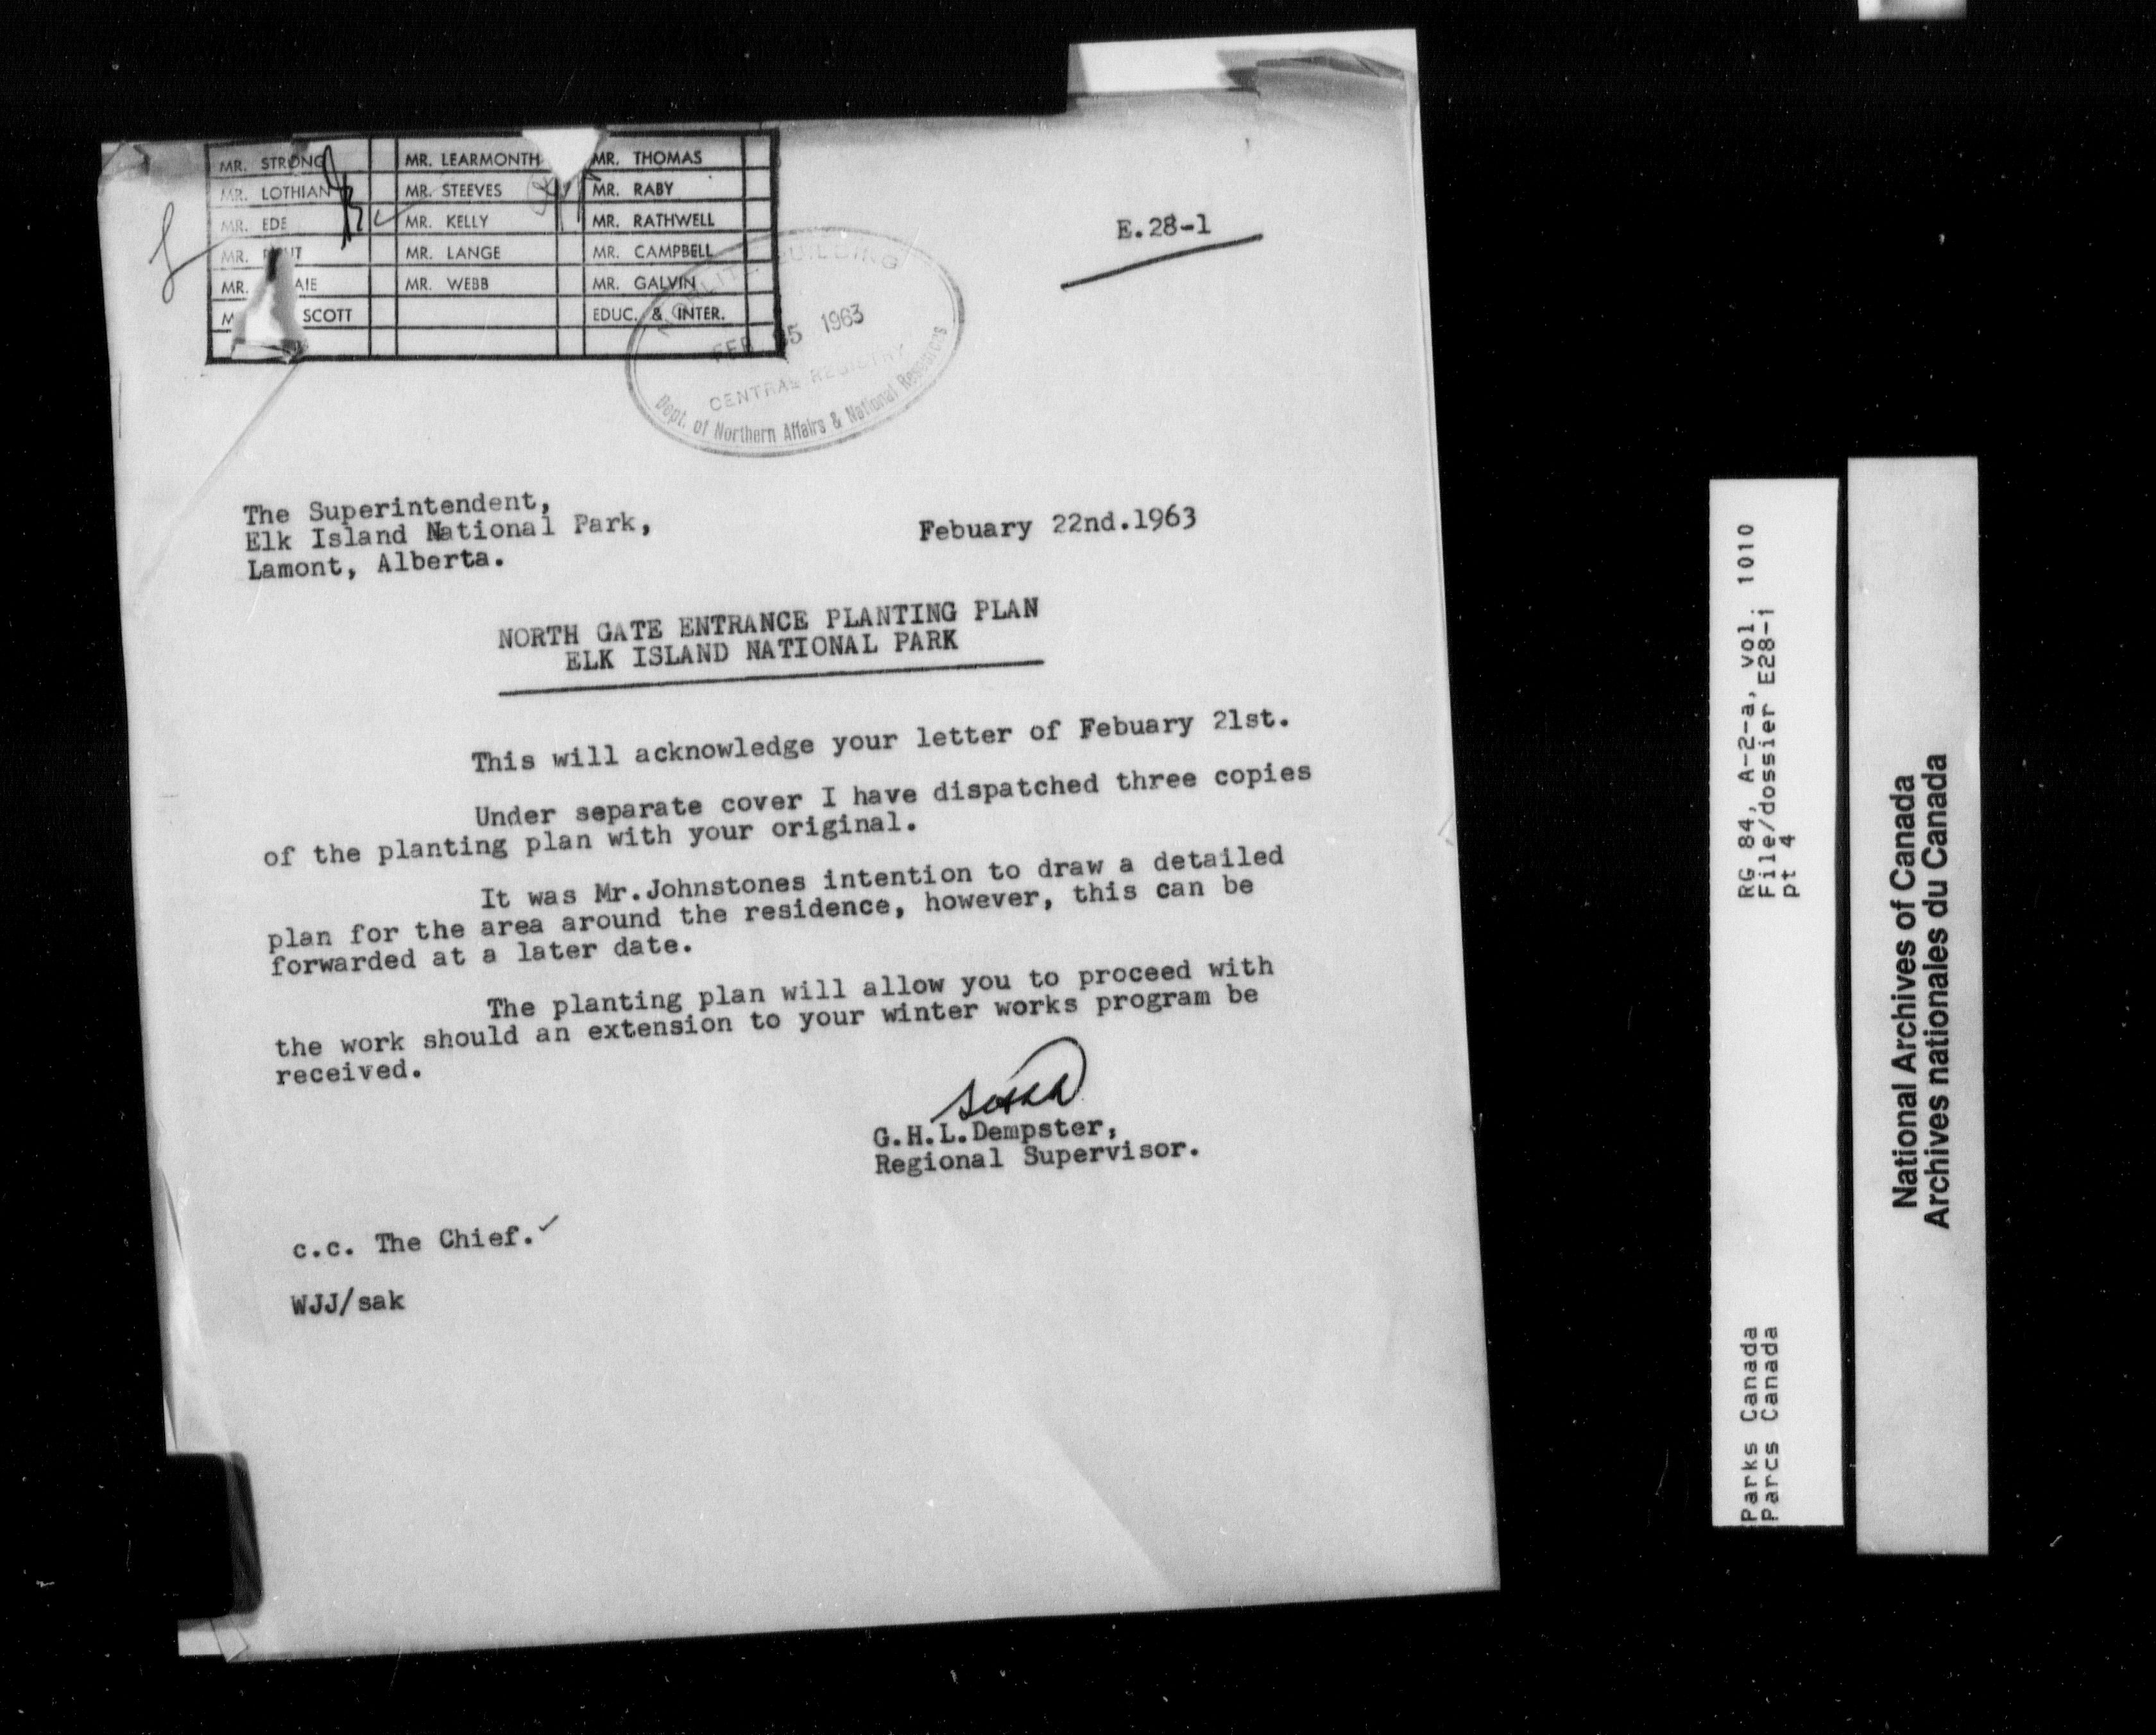 MR. STRONG MR. LEARMONTH MR. THOMAS
MR. LOTHIAN MR. STEEVES MR. RABY
MR. EDE MR. KELLY MR. RATHWELL
MR. MR. LANGE MR. CAMPBELL
MR. MR. WEBB MR. GALVIN
SCOTT EDUC. & INTER.
E.28-1
BUILDING
FEB 1963
CENTRAL REGISTRY
Dept. of Northern Affairs & National Resources
The Superintendent,
Elk Island National Park,
Lamont, Alberta.
Febuary 22nd.1963
NORTH GATE ENTRANCE PLANTING PLAN
ELK ISLAND NATIONAL PARK
This will acknowledge your letter of Febuary 21st.
Under separate cover I have dispatched three copies
of the planting plan with your original.
It was Mr.Johnstones intention to draw a detailed
plan for the area around the residence, however, this can be
forwarded at a later date.
The planting plan will allow you to proceed with
the work should an extension to your winter works program be
received.
G.H.L.Dempster,
Regional Supervisor.
c.c. The Chief.
WJJ/sak
RG 84, A-2-a, vol. 1010
File/dossier E28-1
pt 4
Parks Canada
Parcs Canada
National Archives of Canada
Archives nationales du Canada